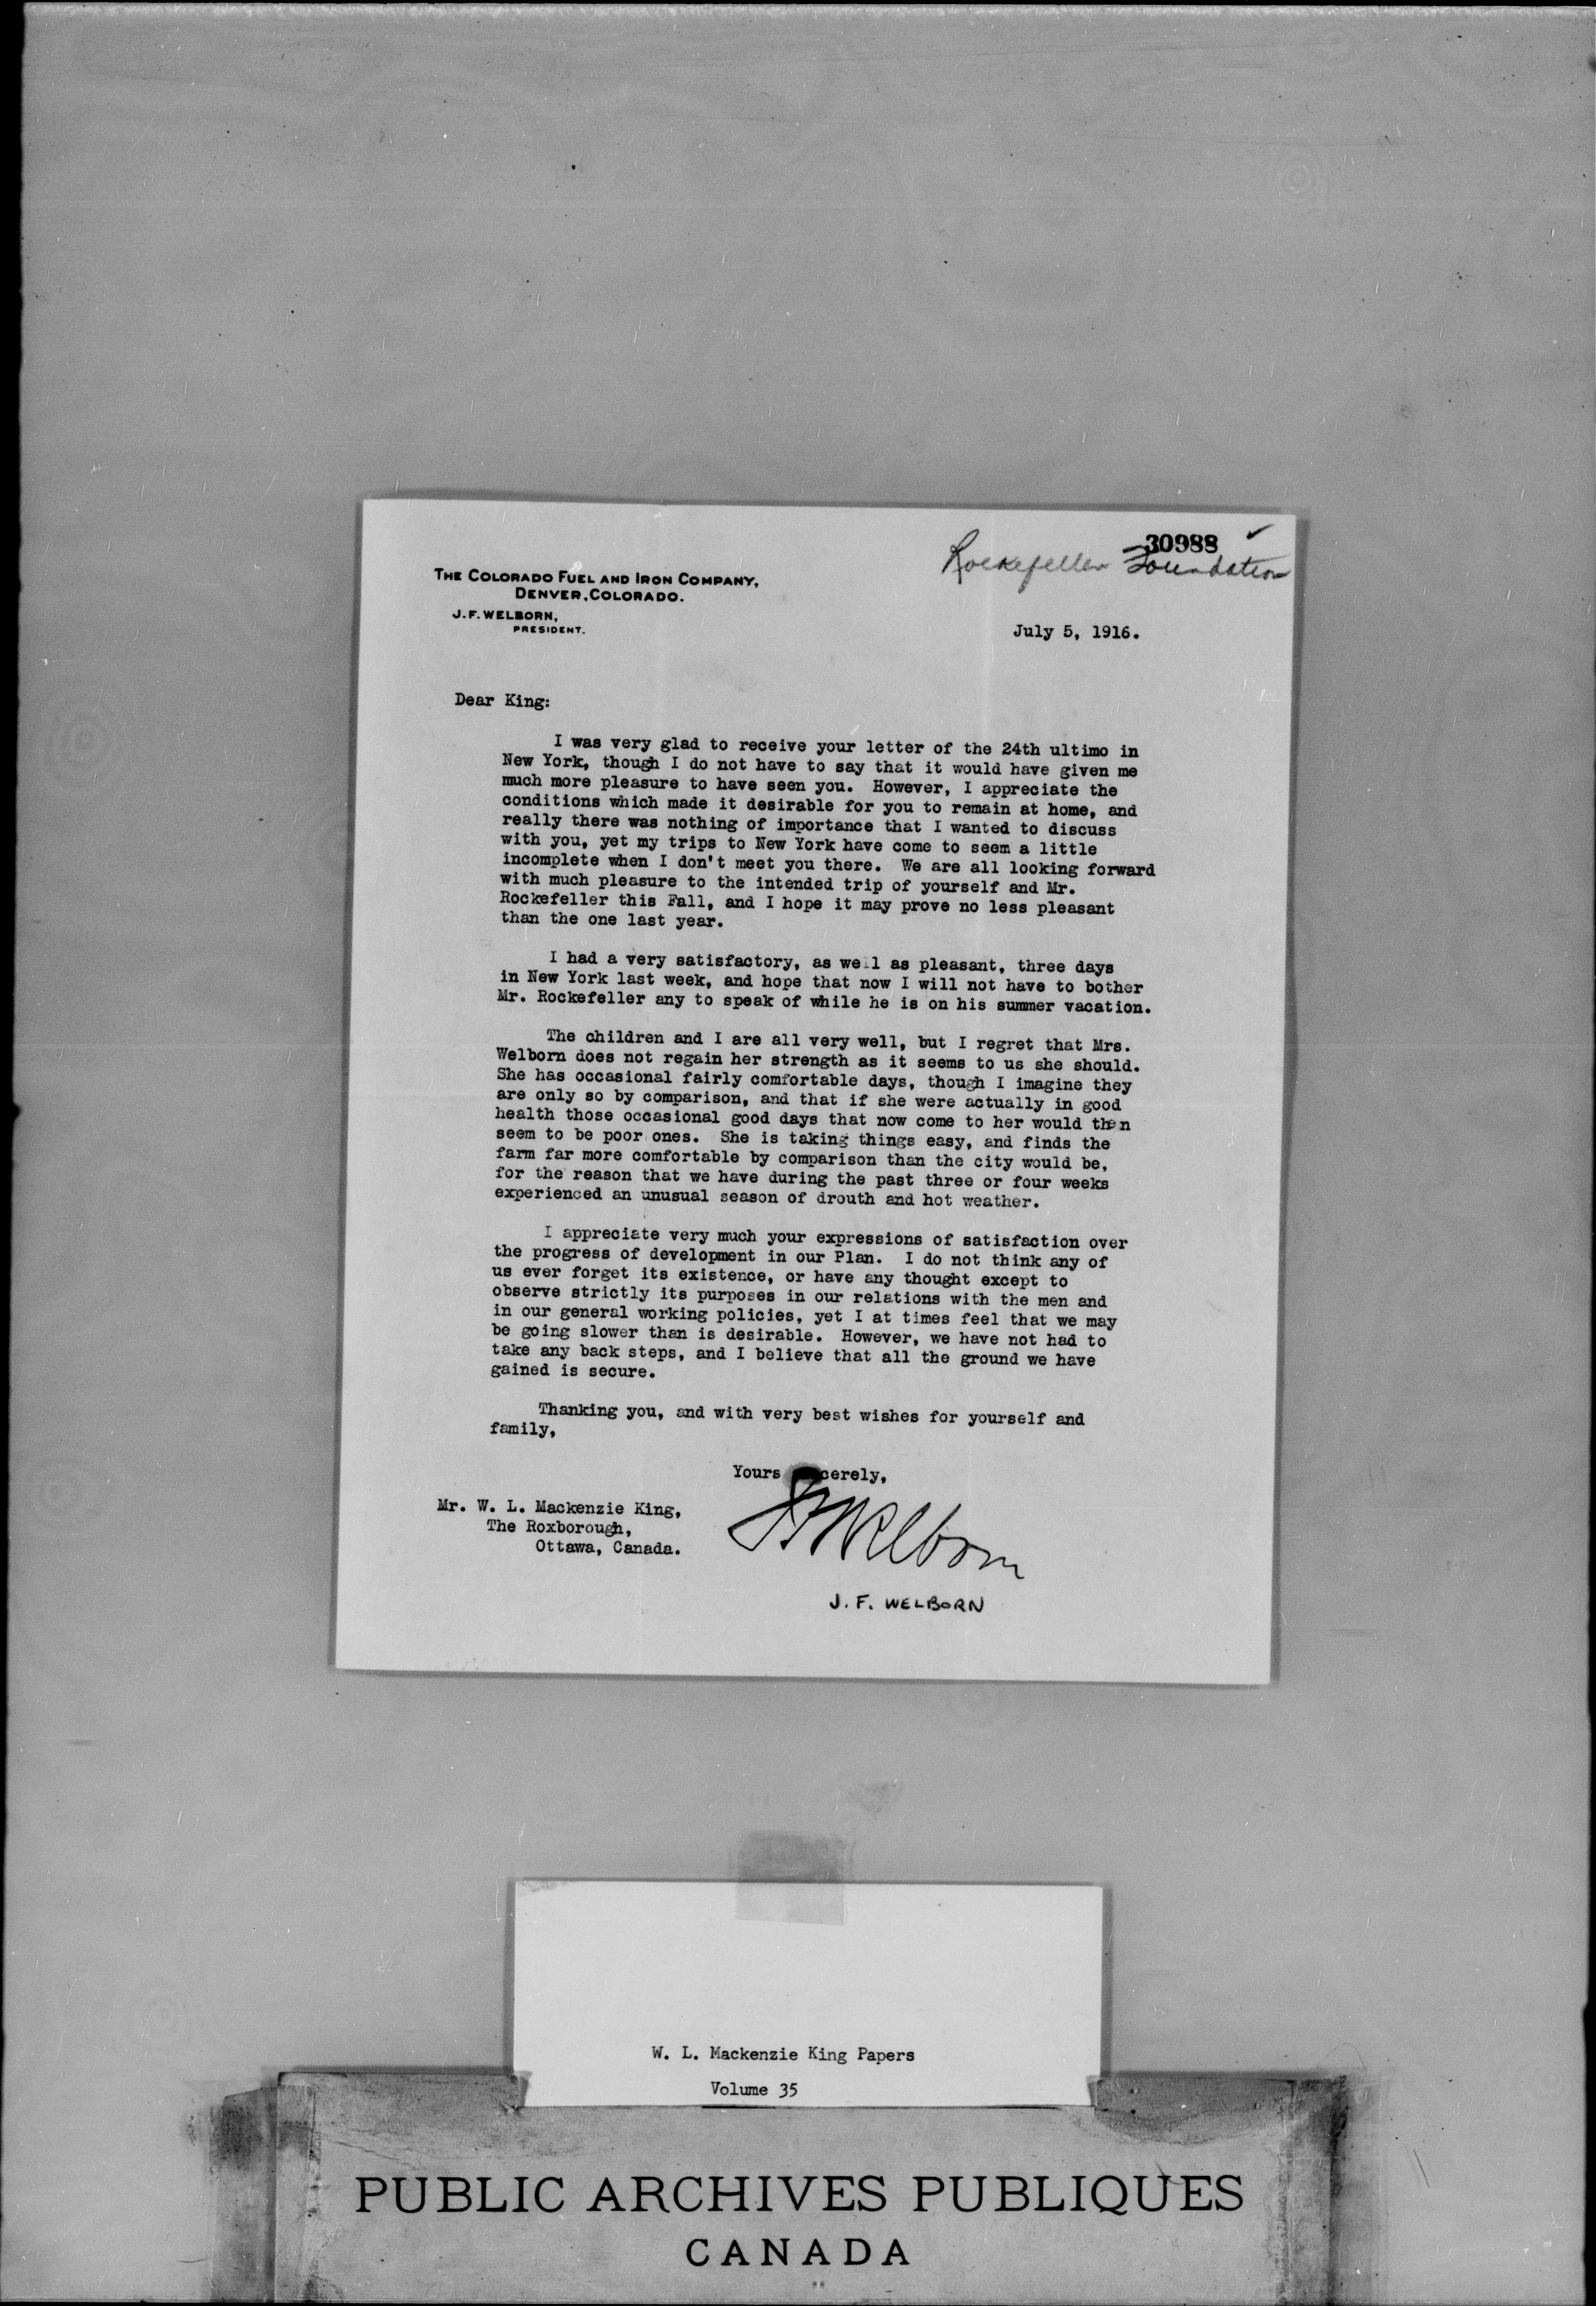 30988 ✓
Rockefeller Foundation
THE COLORADO FUEL AND IRON COMPANY,
DENVER, COLORADO.
J. F. WELBORN,
PRESIDENT.
July 5, 1916.
Dear King:
I was very glad to receive your letter of the 24th ultimo in
New York, though I do not have to say that it would have given me
much more pleasure to have seen you. However, I appreciate the
conditions which made it desirable for you to remain at home, and
really there was nothing of importance that I wanted to discuss
with you, yet my trips to New York have come to seem a little
incomplete when I don't meet you there. We are all looking forward
with much pleasure to the intended trip of yourself and Mr.
Rockefeller this Fall, and I hope it may prove no less pleasant
than the one last year.
I had a very satisfactory, as well as pleasant, three days
in New York last week, and hope that now I will not have to bother
Mr. Rockefeller any to speak of while he is on his summer vacation.
The children and I are all very well, but I regret that Mrs.
Welborn does not regain her strength as it seems to us she should.
She has occasional fairly comfortable days, though I imagine they
are only so by comparison, and that if she were actually in good
health those occasional good days that now come to her would then
seem to be poor ones. She is taking things easy, and finds the
farm far more comfortable by comparison than the city would be,
for the reason that we have during the past three or four weeks
experienced an unusual season of drouth and hot weather.
I appreciate very much your expressions of satisfaction over
the progress of development in our Plan. I do not think any of
us ever forget its existence, or have any thought except to
observe strictly its purposes in our relations with the men and
in our general working policies, yet I at times feel that we may
be going slower than is desirable. However, we have not had to
take any back steps, and I believe that all the ground we have
gained is secure.
Thanking you, and with very best wishes for yourself and
family,
Yours sincerely,
J F Welborn
Mr. W. L. Mackenzie King,
The Roxborough,
Ottawa, Canada.
J. F. WELBORN
W. L. Mackenzie King Papers
Volume 35
PUBLIC ARCHIVES PUBLIQUES
CANADA